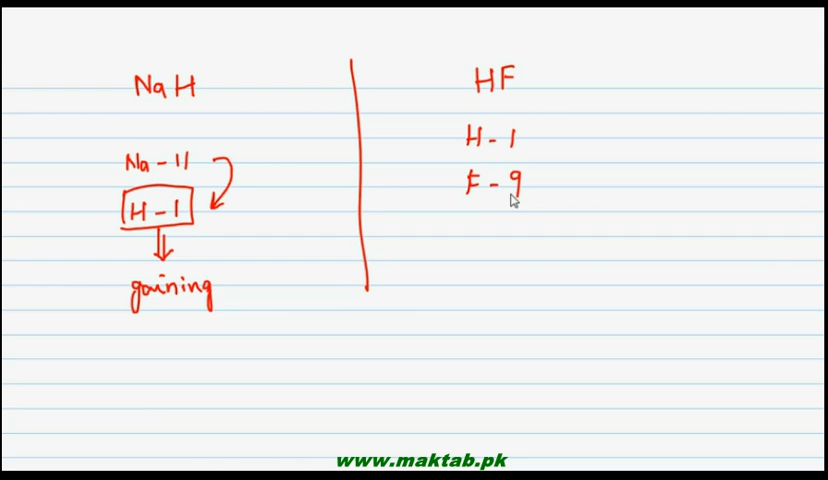 NaH
Na - 11
H - 1
gaining
HF
H - 1
F - 9
www.maktab.pk